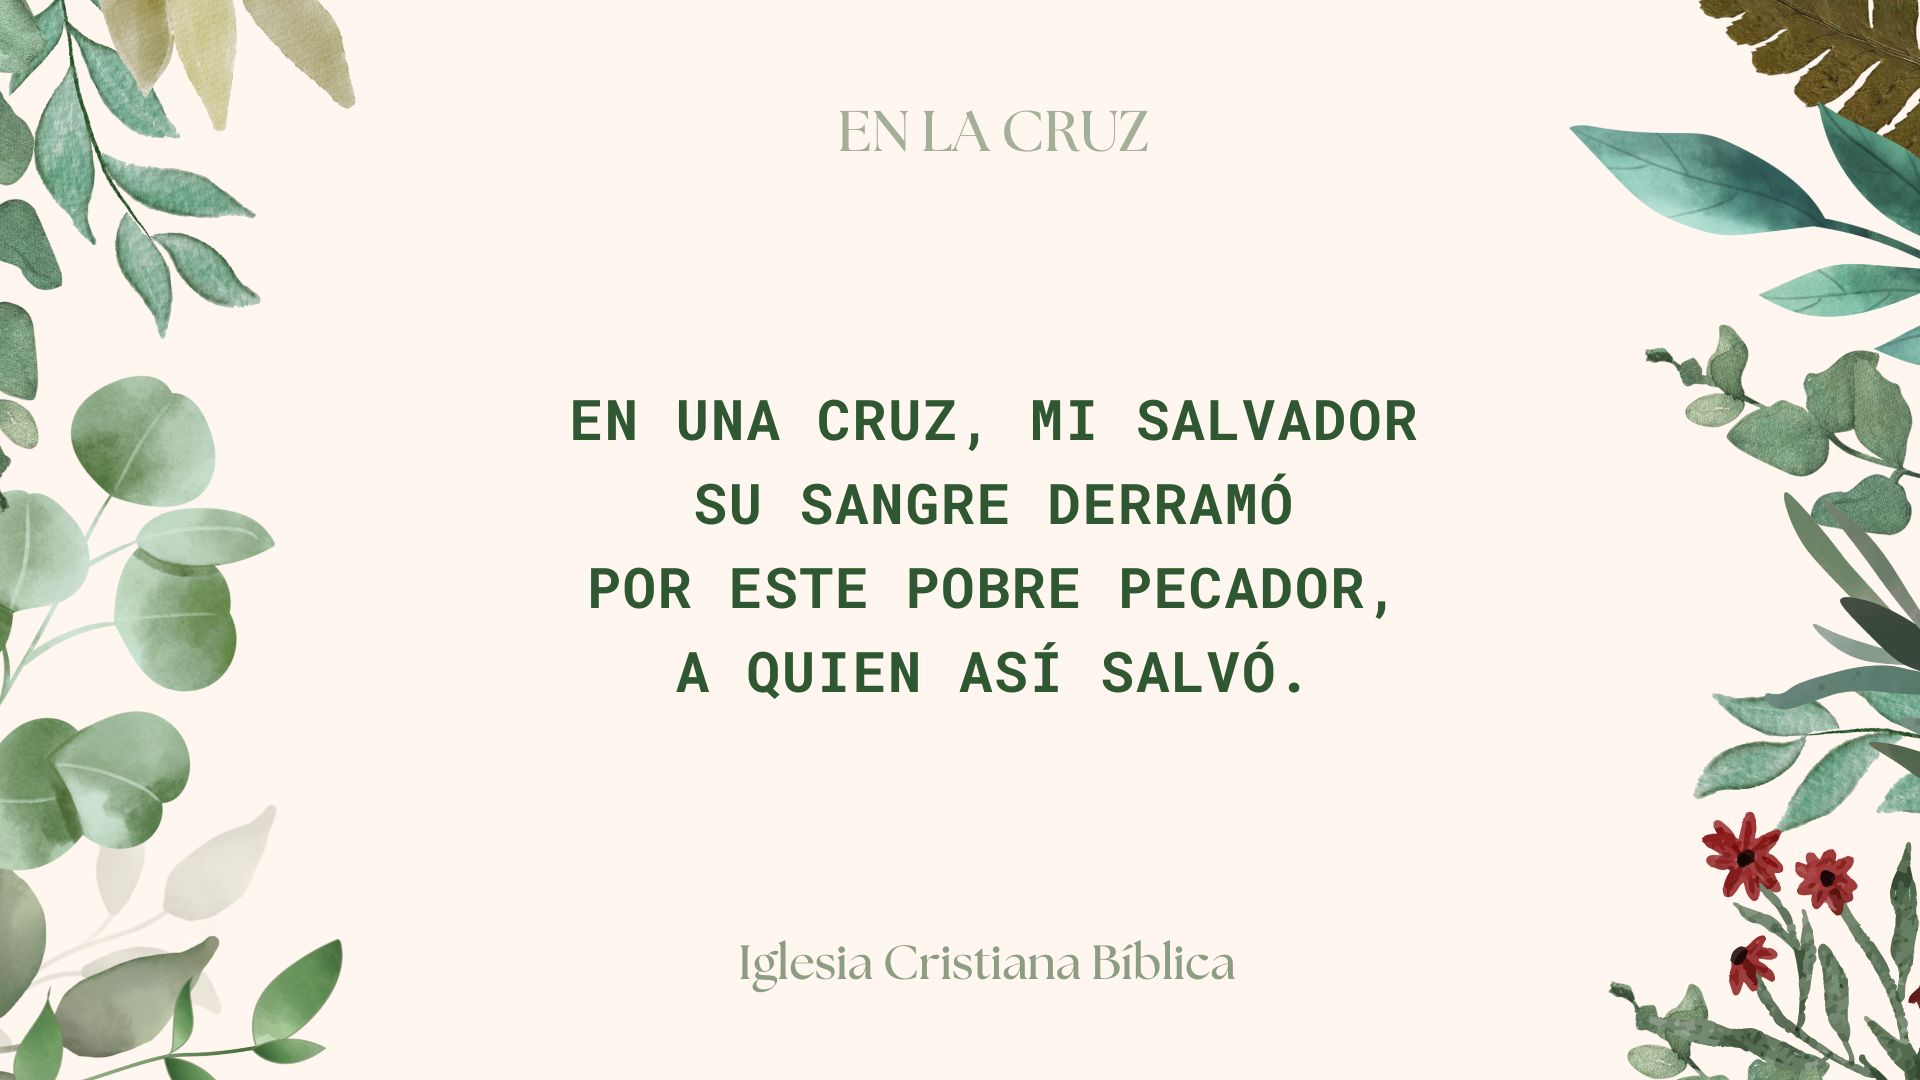 EN LA CRUZ
EN UNA CRUZ, MI SALVADOR
SU SANGRE DERRAMÓ
POR ESTE POBRE PECADOR,
A QUIEN ASÍ SALVÓ.
Iglesia Cristiana Bíblica